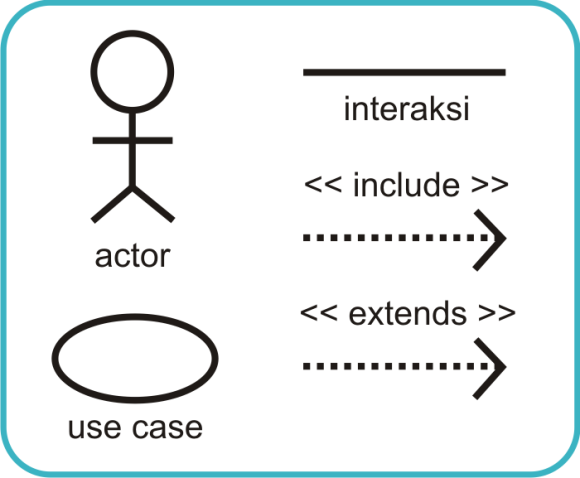 actor
use case
interaksi
<< include >>
<< extends >>